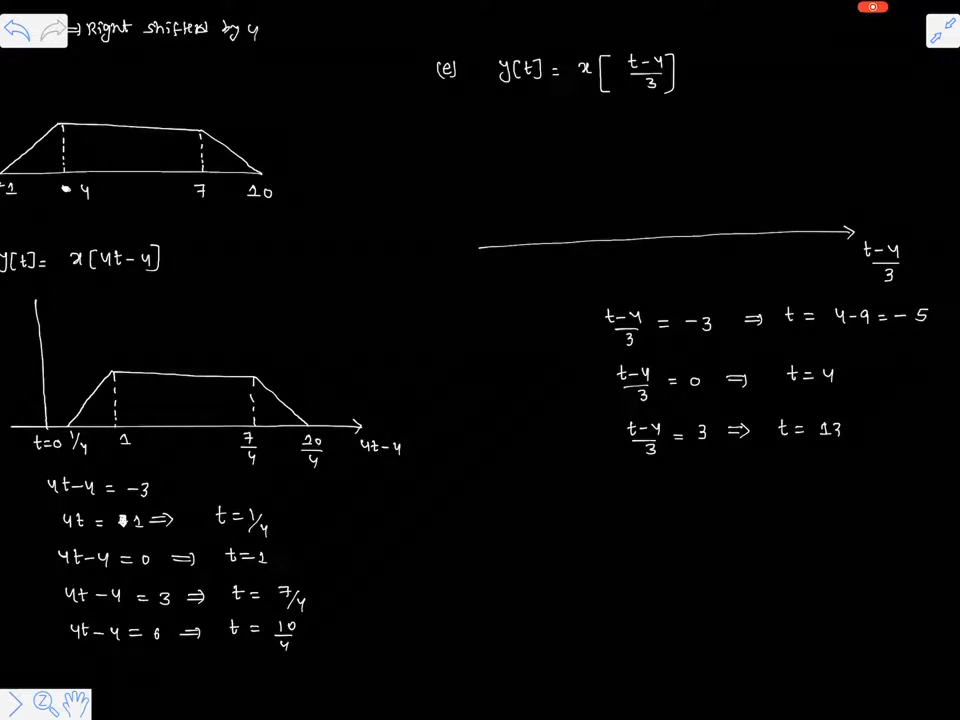 ⇒ Right shifted by 4
+1 4 7 10
y[t] = x[4t-4]
t=0 1/4 1 7/4 10/4 4t-4
4t-4 = -3
4t = 1 ⇒ t = 1/4
4t-4 = 0 ⇒ t=1
4t-4 = 3 ⇒ t = 7/4
4t-4 = 6 ⇒ t = 10/4
(e) y[t] = x[(t-4)/3]
(t-4)/3
(t-4)/3 = -3 ⇒ t = 4-9 = -5
(t-4)/3 = 0 ⇒ t = 4
(t-4)/3 = 3 ⇒ t = 13